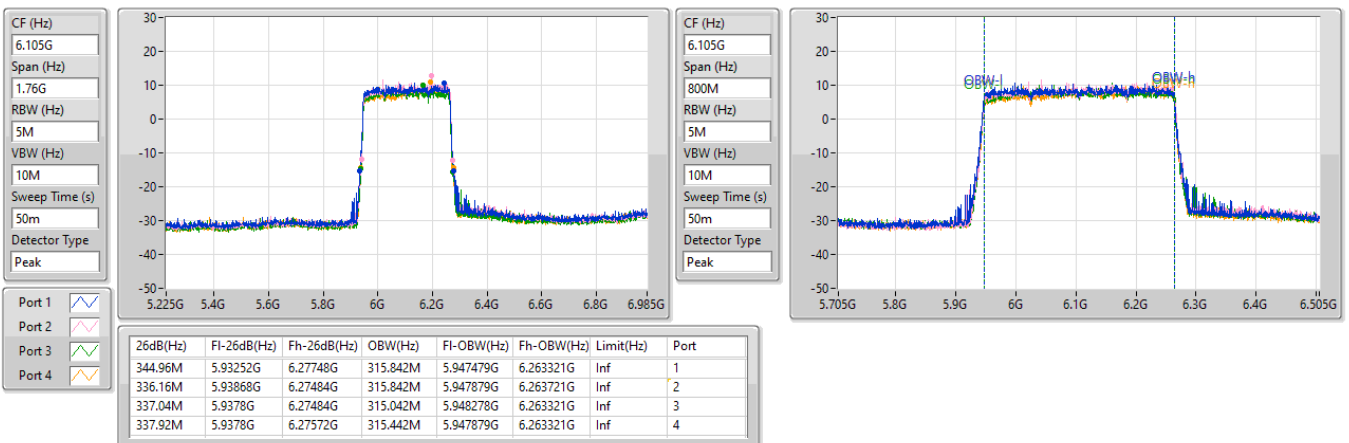 CF (Hz)
6.105G
Span (Hz)
1.76G
RBW (Hz)
5M
VBW (Hz)
10M
Sweep Time (s)
50m
Detector Type
Peak
30
20
10
0
-10
-20
-30
-40
-50
5.225G 5.4G 5.6G 5.8G 6G 6.2G 6.4G 6.6G 6.8G 6.985G
CF (Hz)
6.105G
Span (Hz)
800M
RBW (Hz)
5M
VBW (Hz)
10M
Sweep Time (s)
50m
Detector Type
Peak
30
20
10
0
-10
-20
-30
-40
-50
OBW-l OBW-h
5.705G 5.8G 5.9G 6G 6.1G 6.2G 6.3G 6.4G 6.505G
Port 1
Port 2
Port 3
Port 4
26dB(Hz) Fl-26dB(Hz) Fh-26dB(Hz) OBW(Hz) Fl-OBW(Hz) Fh-OBW(Hz) Limit(Hz) Port
344.96M 5.93252G 6.27748G 315.842M 5.947479G 6.263321G Inf 1
336.16M 5.93868G 6.27484G 315.842M 5.947879G 6.263721G Inf 2
337.04M 5.9378G 6.27484G 315.042M 5.948278G 6.263321G Inf 3
337.92M 5.9378G 6.27572G 315.442M 5.947879G 6.263321G Inf 4